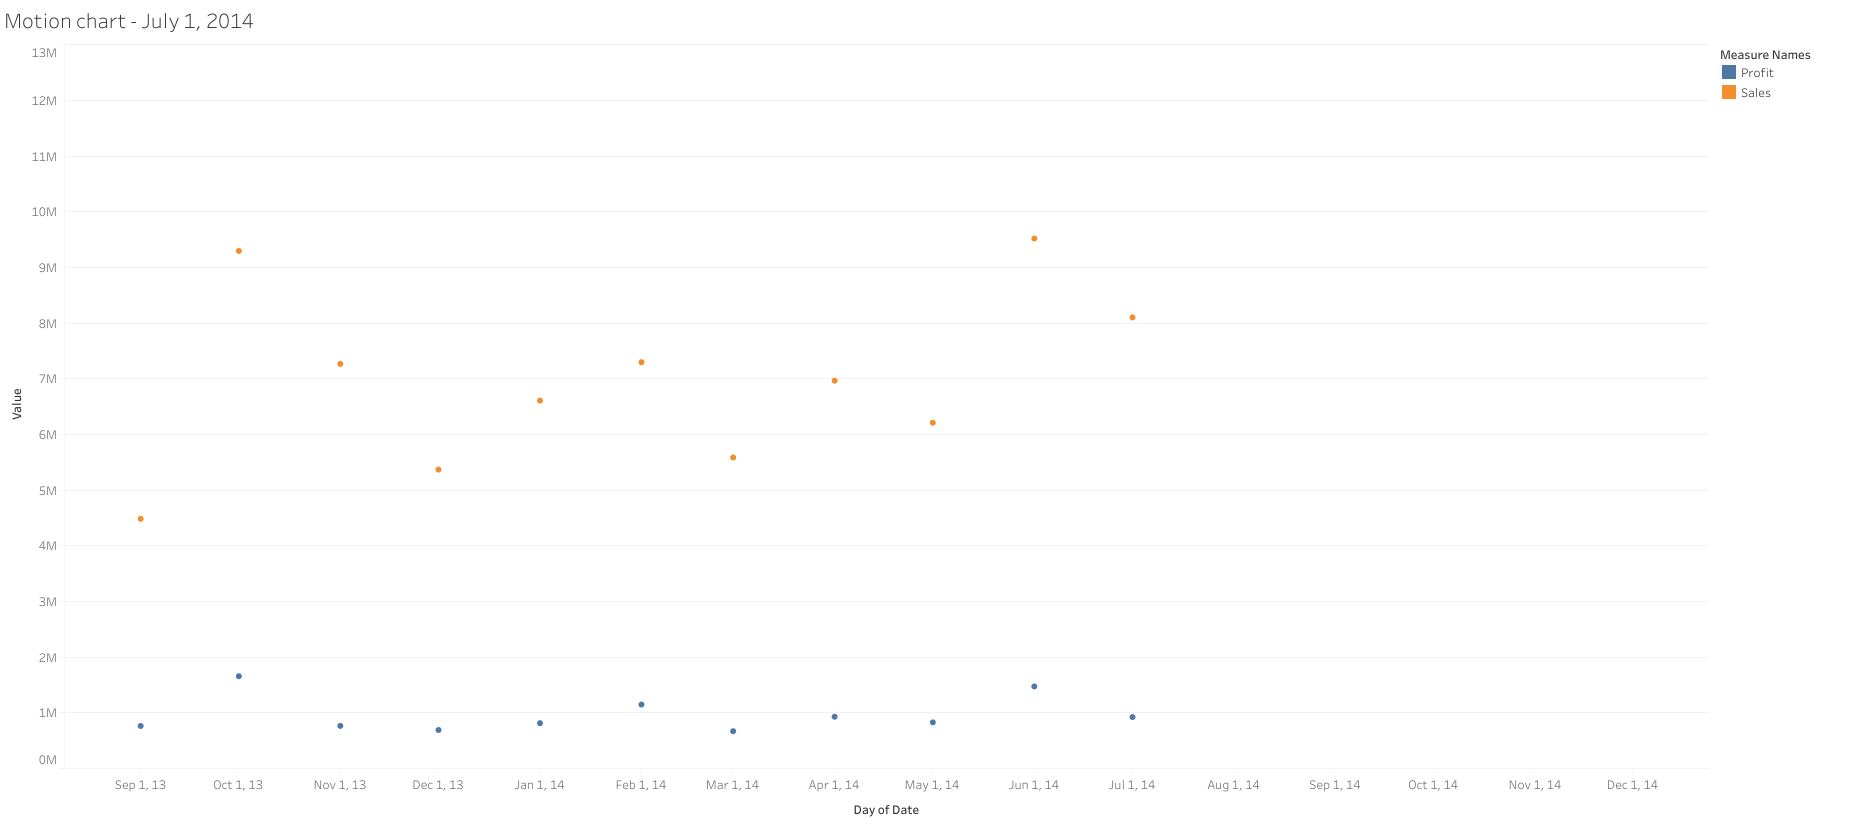 Motion chart - July 1, 2014
13M
12M
11M
10M
9M
8M
7M
6M
5M
4M
3M
2M
1M
0M
Value
Sep 1, 13
Oct 1, 13
Nov 1, 13
Dec 1, 13
Jan 1, 14
Feb 1, 14
Mar 1, 14
Apr 1, 14
May 1, 14
Jun 1, 14
Jul 1, 14
Aug 1, 14
Sep 1, 14
Oct 1, 14
Nov 1, 14
Dec 1, 14
Day of Date
Measure Names
Profit
Sales